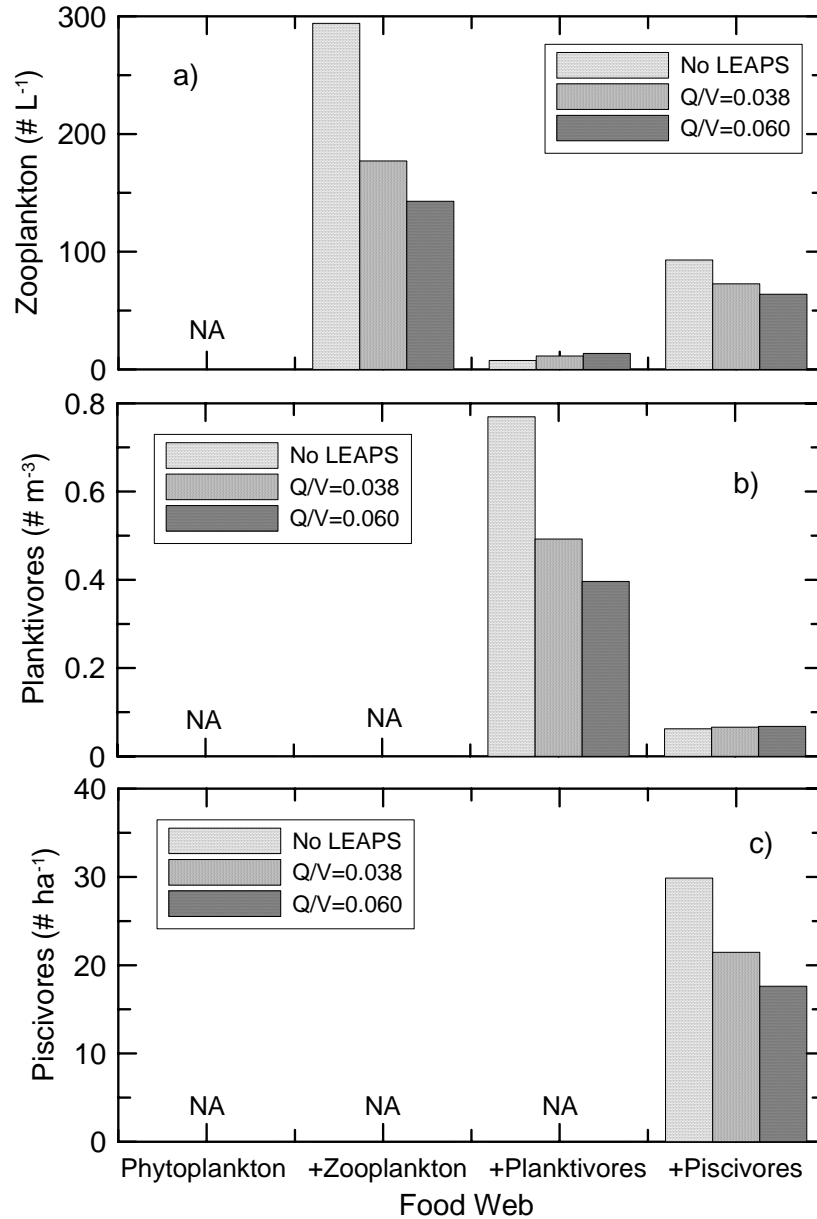 300
200
100
0
Zooplankton (# L-1)
a)
No LEAPS
Q/V=0.038
Q/V=0.060
NA
0.8
0.6
0.4
0.2
0
Planktivores (# m-3)
No LEAPS
Q/V=0.038
Q/V=0.060
b)
NA
NA
40
30
20
10
0
Piscivores (# ha-1)
No LEAPS
Q/V=0.038
Q/V=0.060
c)
NA
NA
NA
Phytoplankton +Zooplankton +Planktivores +Piscivores
Food Web